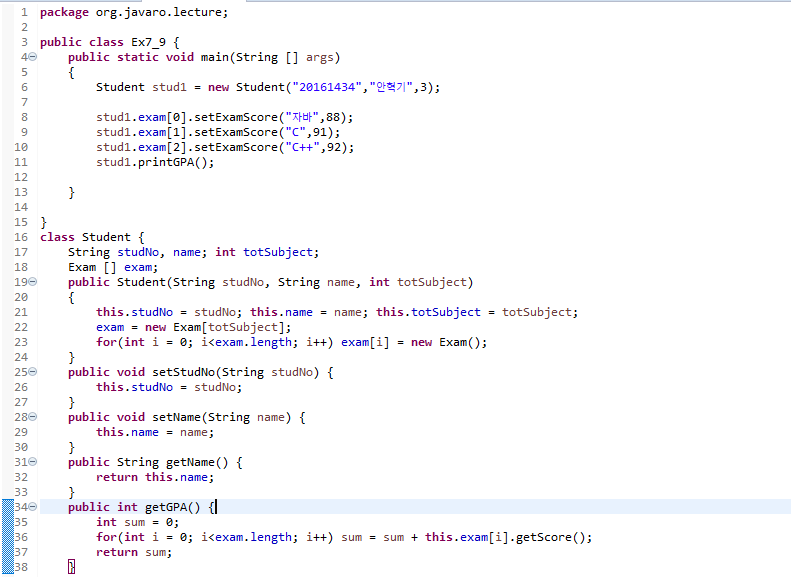 1 package org.javaro.lecture;
2
3 public class Ex7_9 {
4 public static void main(String [] args)
5 {
6 Student stud1 = new Student("20161434","안혁기",3);
7
8 stud1.exam[0].setExamScore("자바",88);
9 stud1.exam[1].setExamScore("C",91);
10 stud1.exam[2].setExamScore("C++",92);
11 stud1.printGPA();
12
13 }
14
15 }
16 class Student {
17 String studNo, name; int totSubject;
18 Exam [] exam;
19 public Student(String studNo, String name, int totSubject)
20 {
21 this.studNo = studNo; this.name = name; this.totSubject = totSubject;
22 exam = new Exam[totSubject];
23 for(int i = 0; i<exam.length; i++) exam[i] = new Exam();
24 }
25 public void setStudNo(String studNo) {
26 this.studNo = studNo;
27 }
28 public void setName(String name) {
29 this.name = name;
30 }
31 public String getName() {
32 return this.name;
33 }
34 public int getGPA() {
35 int sum = 0;
36 for(int i = 0; i<exam.length; i++) sum = sum + this.exam[i].getScore();
37 return sum;
38 }